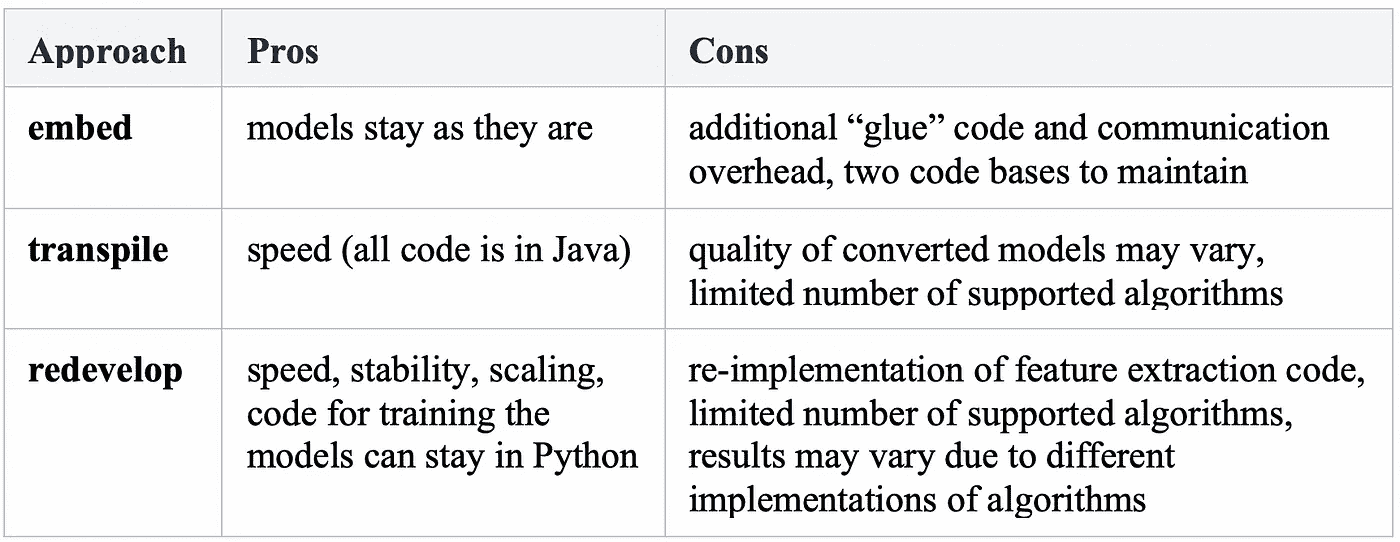 Approach Pros Cons
embed models stay as they are additional “glue” code and communication
overhead, two code bases to maintain
transpile speed (all code is in Java) quality of converted models may vary,
limited number of supported algorithms
redevelop speed, stability, scaling, re-implementation of feature extraction code,
code for training the limited number of supported algorithms,
models can stay in Python results may vary due to different
implementations of algorithms